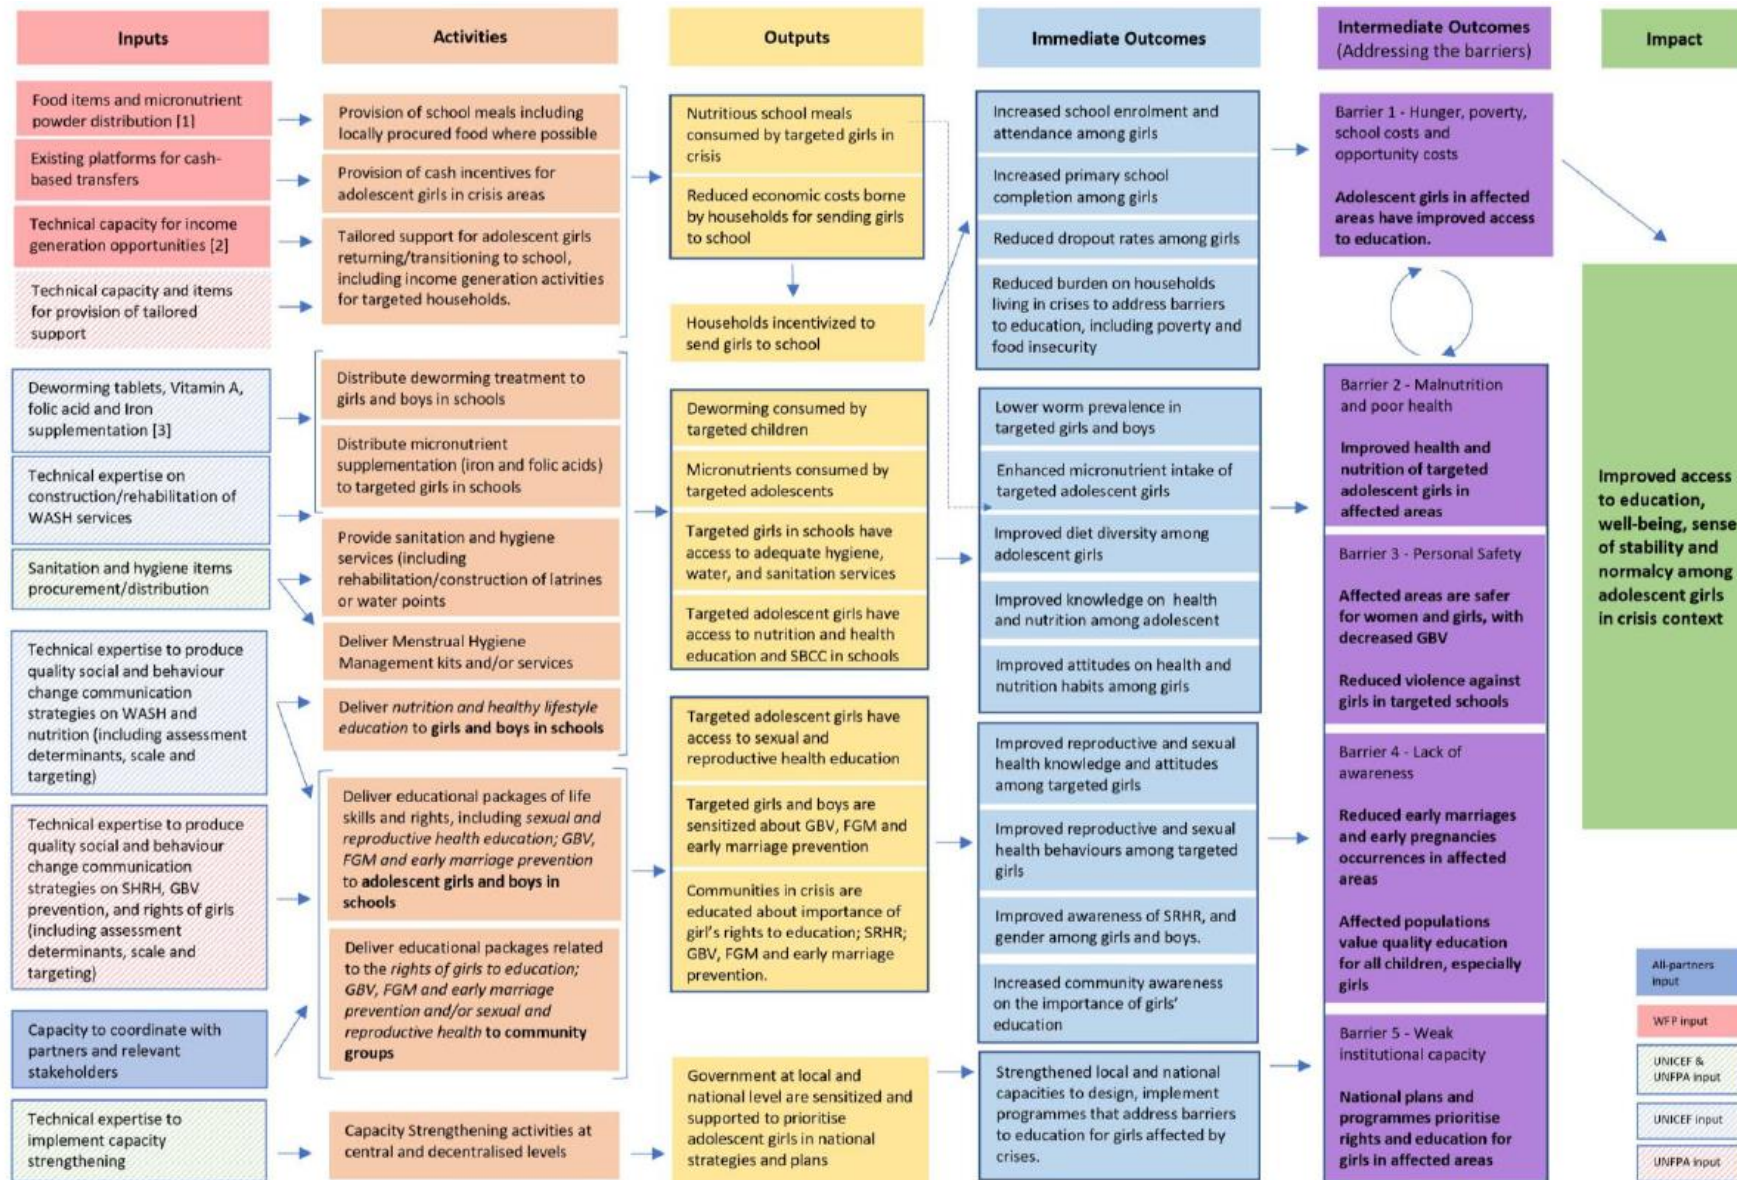 Inputs
Activities
Outputs
Immediate Outcomes
Intermediate Outcomes
(Addressing the barriers)
Impact
Food items and micronutrient
powder distribution [1]
Existing platforms for cash-
based transfers
Technical capacity for income
generation opportunities [2]
Technical capacity and items
for provision of tailored
support
Deworming tablets, Vitamin A,
folic acid and Iron
supplementation [3]
Technical expertise on
construction/rehabilitation of
WASH services
Sanitation and hygiene items
procurement/distribution
Technical expertise to produce
quality social and behaviour
change communication
strategies on WASH and
nutrition (including assessment
determinants, scale and
targeting)
Technical expertise to produce
quality social and behaviour
change communication
strategies on SHRH, GBV
prevention, and rights of girls
(including assessment
determinants, scale and
targeting)
Capacity to coordinate with
partners and relevant
stakeholders
Technical expertise to
implement capacity
strengthening
Provision of school meals including
locally procured food where possible
Provision of cash incentives for
adolescent girls in crisis areas
Tailored support for adolescent girls
returning/transitioning to school,
including income generation activities
for targeted households.
Distribute deworming treatment to
girls and boys in schools
Distribute micronutrient
supplementation (iron and folic acids)
to targeted girls in schools
Provide sanitation and hygiene
services (including
rehabilitation/construction of latrines
or water points
Deliver Menstrual Hygiene
Management kits and/or services
Deliver nutrition and healthy lifestyle
education to girls and boys in schools
Deliver educational packages of life
skills and rights, including sexual and
reproductive health education; GBV,
FGM and early marriage prevention
to adolescent girls and boys in
schools
Deliver educational packages related
to the rights of girls to education;
GBV, FGM and early marriage
prevention and/or sexual and
reproductive health to community
groups
Capacity Strengthening activities at
central and decentralised levels
Nutritious school meals
consumed by targeted girls in
crisis
Reduced economic costs borne
by households for sending girls
to school
Households incentivized to
send girls to school
Deworming consumed by
targeted children
Micronutrients consumed by
targeted adolescents
Targeted girls in schools have
access to adequate hygiene,
water, and sanitation services
Targeted adolescent girls have
access to nutrition and health
education and SBCC in schools
Targeted adolescent girls have
access to sexual and
reproductive health education
Targeted girls and boys are
sensitized about GBV, FGM and
early marriage prevention
Communities in crisis are
educated about importance of
girl's rights to education; SRHR;
GBV, FGM and early marriage
prevention.
Government at local and
national level are sensitized and
supported to prioritise
adolescent girls in national
strategies and plans
Increased school enrolment and
attendance among girls
Increased primary school
completion among girls
Reduced dropout rates among girls
Reduced burden on households
living in crises to address barriers
to education, including poverty and
food insecurity
Lower worm prevalence in
targeted girls and boys
Enhanced micronutrient intake of
targeted adolescent girls
Improved diet diversity among
adolescent girls
Improved knowledge on health
and nutrition among adolescent
Improved attitudes on health and
nutrition habits among girls
Improved reproductive and sexual
health knowledge and attitudes
among targeted girls
Improved reproductive and sexual
health behaviours among targeted
girls
Improved awareness of SRHR, and
gender among girls and boys.
Increased community awareness
on the importance of girls'
education
Strengthened local and national
capacities to design, implement
programmes that address barriers
to education for girls affected by
crises.
Barrier 1 - Hunger, poverty,
school costs and
opportunity costs
Adolescent girls in affected
areas have improved access
to education.
Barrier 2 - Malnutrition
and poor health
Improved health and
nutrition of targeted
adolescent girls in
affected areas
Barrier 3 - Personal Safety
Affected areas are safer
for women and girls, with
decreased GBV
Reduced violence against
girls in targeted schools
Barrier 4 - Lack of
awareness
Reduced early marriages
and early pregnancies
occurrences in affected
areas
Affected populations
value quality education
for all children, especially
girls
Barrier 5 - Weak
institutional capacity
National plans and
programmes prioritise
rights and education for
girls in affected areas
Improved access
to education,
well-being, sense
of stability and
normalcy among
adolescent girls
in crisis context
All-partners
input
WFP input
UNICEF &
UNFPA input
UNICEF input
UNFPA input